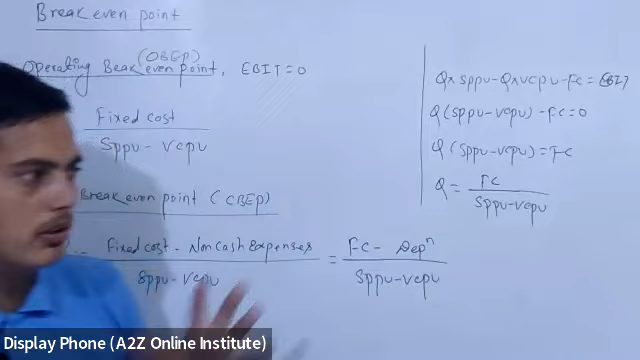 Break even point
(OBEP)
Operating Break even point, EBIT = 0
Fixed cost
Sppu - Vcpu
Break even point (CBEP)
Fixed cost - Non Cash Expenses = FC - Depn
Sppu - Vcpu Sppu - Vcpu
Q x Sppu - Q x Vcpu - FC = EBIT
Q (Sppu - Vcpu) - FC = 0
Q (Sppu - Vcpu) = FC
Q = FC
Sppu - Vcpu
Display Phone (A2Z Online Institute)